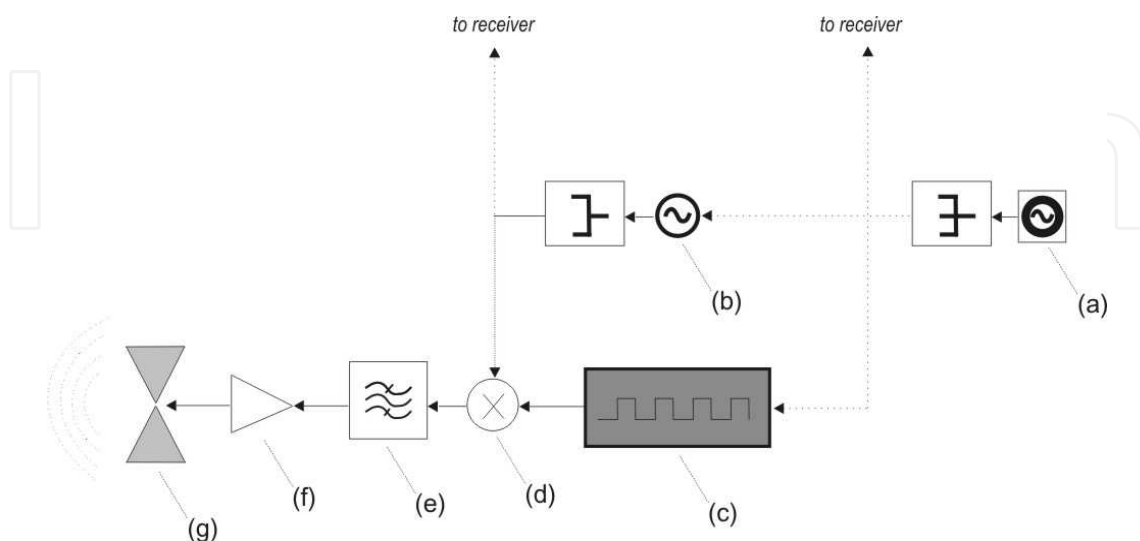 to receiver
to receiver
(b)
(a)
(g)
(f)
(e)
(d)
(c)